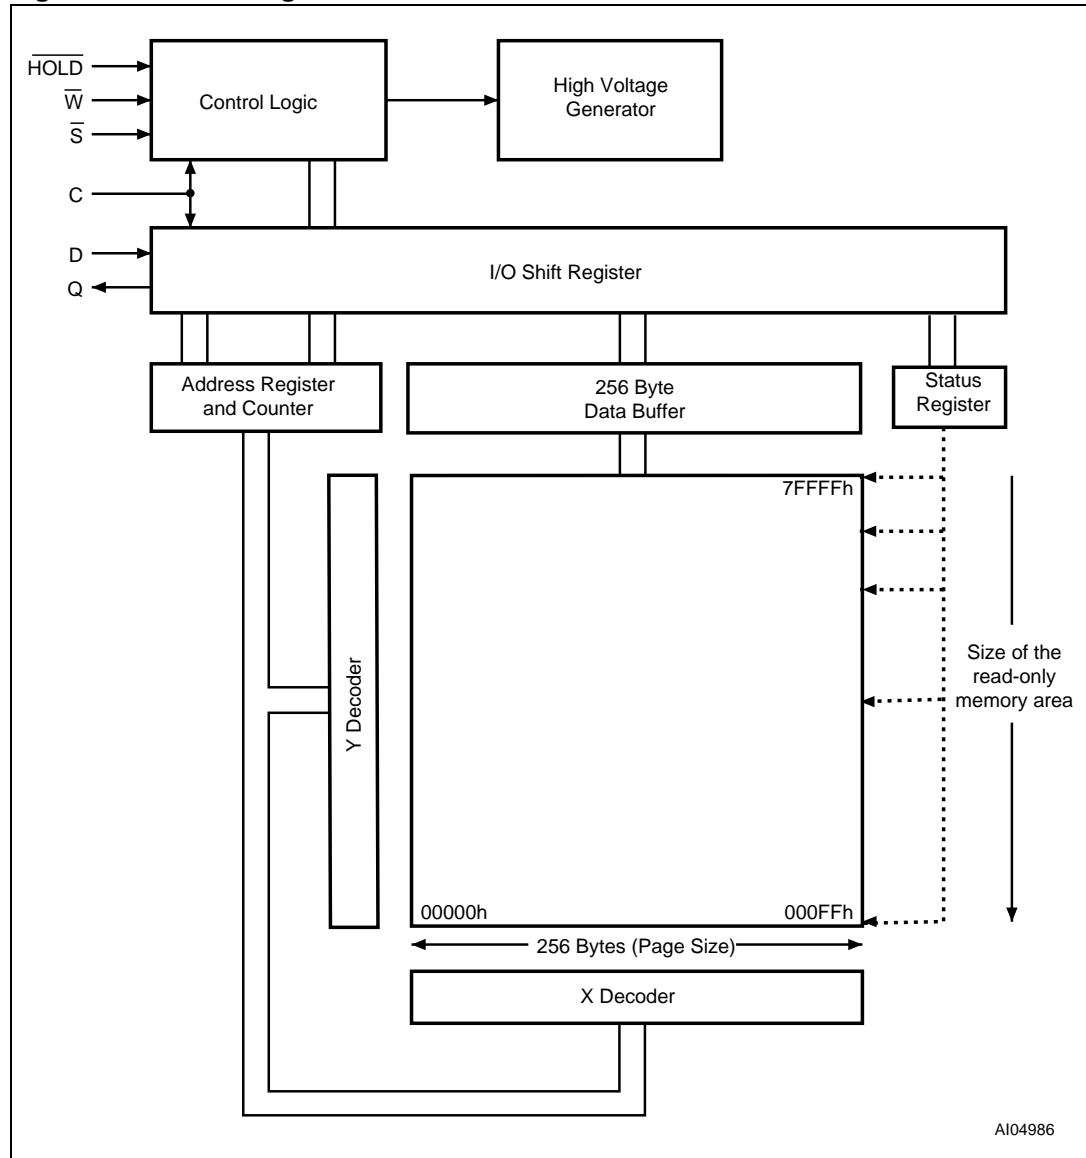 HOLD
W
S
C
D
Q
Control Logic
High Voltage
Generator
I/O Shift Register
Address Register
and Counter
256 Byte
Data Buffer
Status
Register
7FFFFh
Y Decoder
Size of the
read-only
memory area
00000h
000FFh
256 Bytes (Page Size)
X Decoder
AI04986